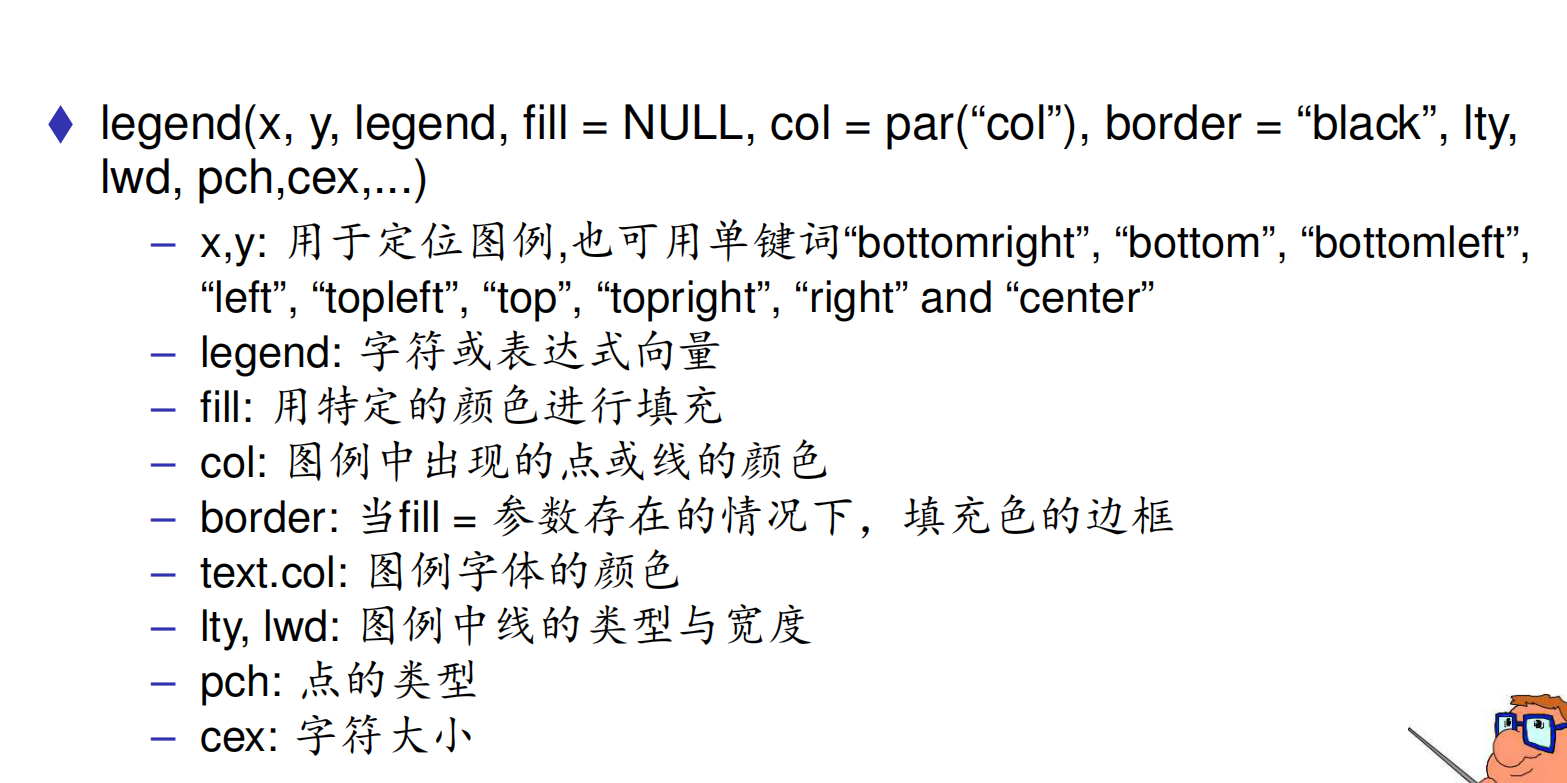 legend(x, y, legend, fill = NULL, col = par(“col”), border = “black”, lty,
lwd, pch,cex,...)
– x,y: 用于定位图例,也可用单键词“bottomright”, “bottom”, “bottomleft”,
“left”, “topleft”, “top”, “topright”, “right” and “center”
– legend: 字符或表达式向量
– fill: 用特定的颜色进行填充
– col: 图例中出现的点或线的颜色
– border: 当fill = 参数存在的情况下，填充色的边框
– text.col: 图例字体的颜色
– lty, lwd: 图例中线的类型与宽度
– pch: 点的类型
– cex: 字符大小